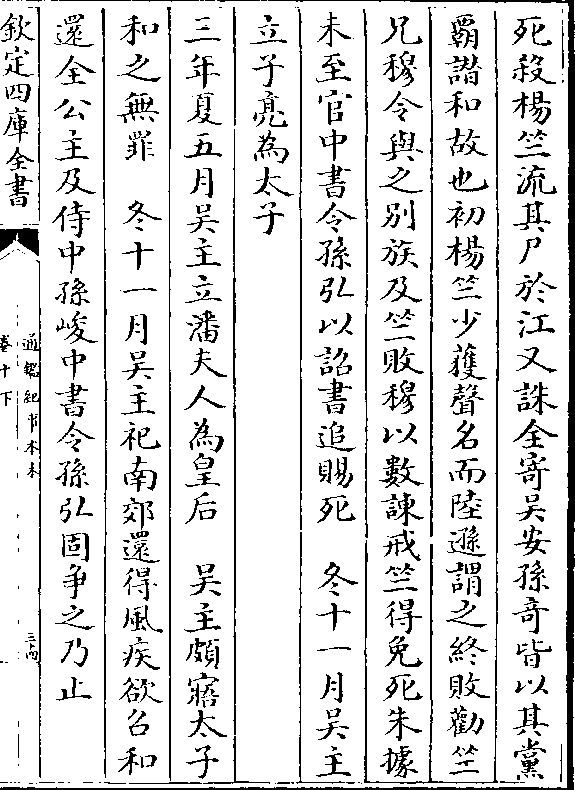 死殺楊竺流其尸於江又誅全寄吳安孫奇皆以其黨
霸譖和故也初楊竺少獲聲名而陸遜謂之終敗勸竺
兄穆令與之别族及竺敗穆以數諫戒竺得免死朱據
未至官中書令孫弘以詔書追賜死　冬十一月吳主
立子亮為太子
三年夏五月吳主立潘夫人為皇后　吳主頗寤太子
和之無罪　冬十一月吳主祀南郊還得風疾欲召和
還全公主及侍中孫峻中書令孫弘固争之乃止
欽定四庫全書
通鑑紀事本末
卷十下
三十四